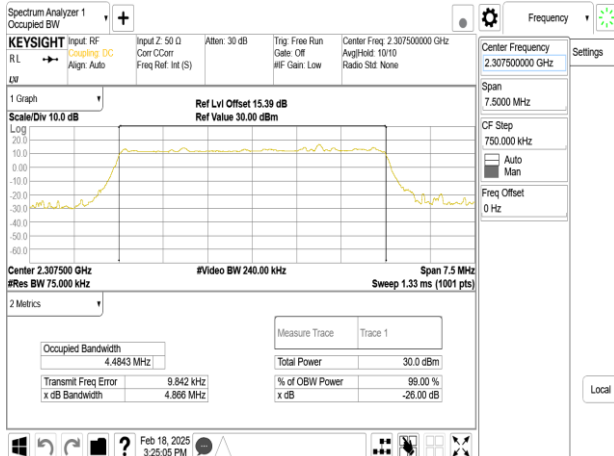 Spectrum Analyzer 1
Occupied BW
Frequency
KEYSIGHT
RL
LXI
Input: RF
Coupling: DC
Align: Auto
Input Z: 50 Ω
Corr CCorr
Freq Ref: Int (S)
Atten: 30 dB
Trig: Free Run
Gate: Off
#IF Gain: Low
Center Freq: 2.307500000 GHz
Avg|Hold: 10/10
Radio Std: None
Center Frequency
2.307500000 GHz
Settings
Span
7.5000 MHz
CF Step
750.000 kHz
Auto
Man
Freq Offset
0 Hz
Local
1 Graph
Scale/Div 10.0 dB
Ref Lvl Offset 15.39 dB
Ref Value 30.00 dBm
Log
20.0
10.0
0.00
-10.0
-20.0
-30.0
-40.0
-50.0
-60.0
Center 2.307500 GHz
#Video BW 240.00 kHz
Span 7.5 MHz
#Res BW 75.000 kHz
Sweep 1.33 ms (1001 pts)
2 Metrics
Measure Trace
Trace 1
Occupied Bandwidth
4.4843 MHz
Total Power
30.0 dBm
Transmit Freq Error
9.842 kHz
% of OBW Power
99.00 %
x dB Bandwidth
4.866 MHz
x dB
-26.00 dB
?
Feb 18, 2025
3:25:05 PM